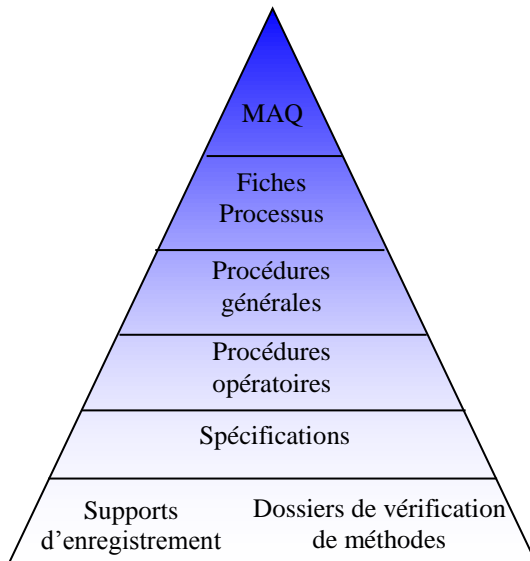 MAQ
Fiches
Processus
Procédures
générales
Procédures
opératoires
Spécifications
Supports
d'enregistrement
Dossiers de vérification
de méthodes